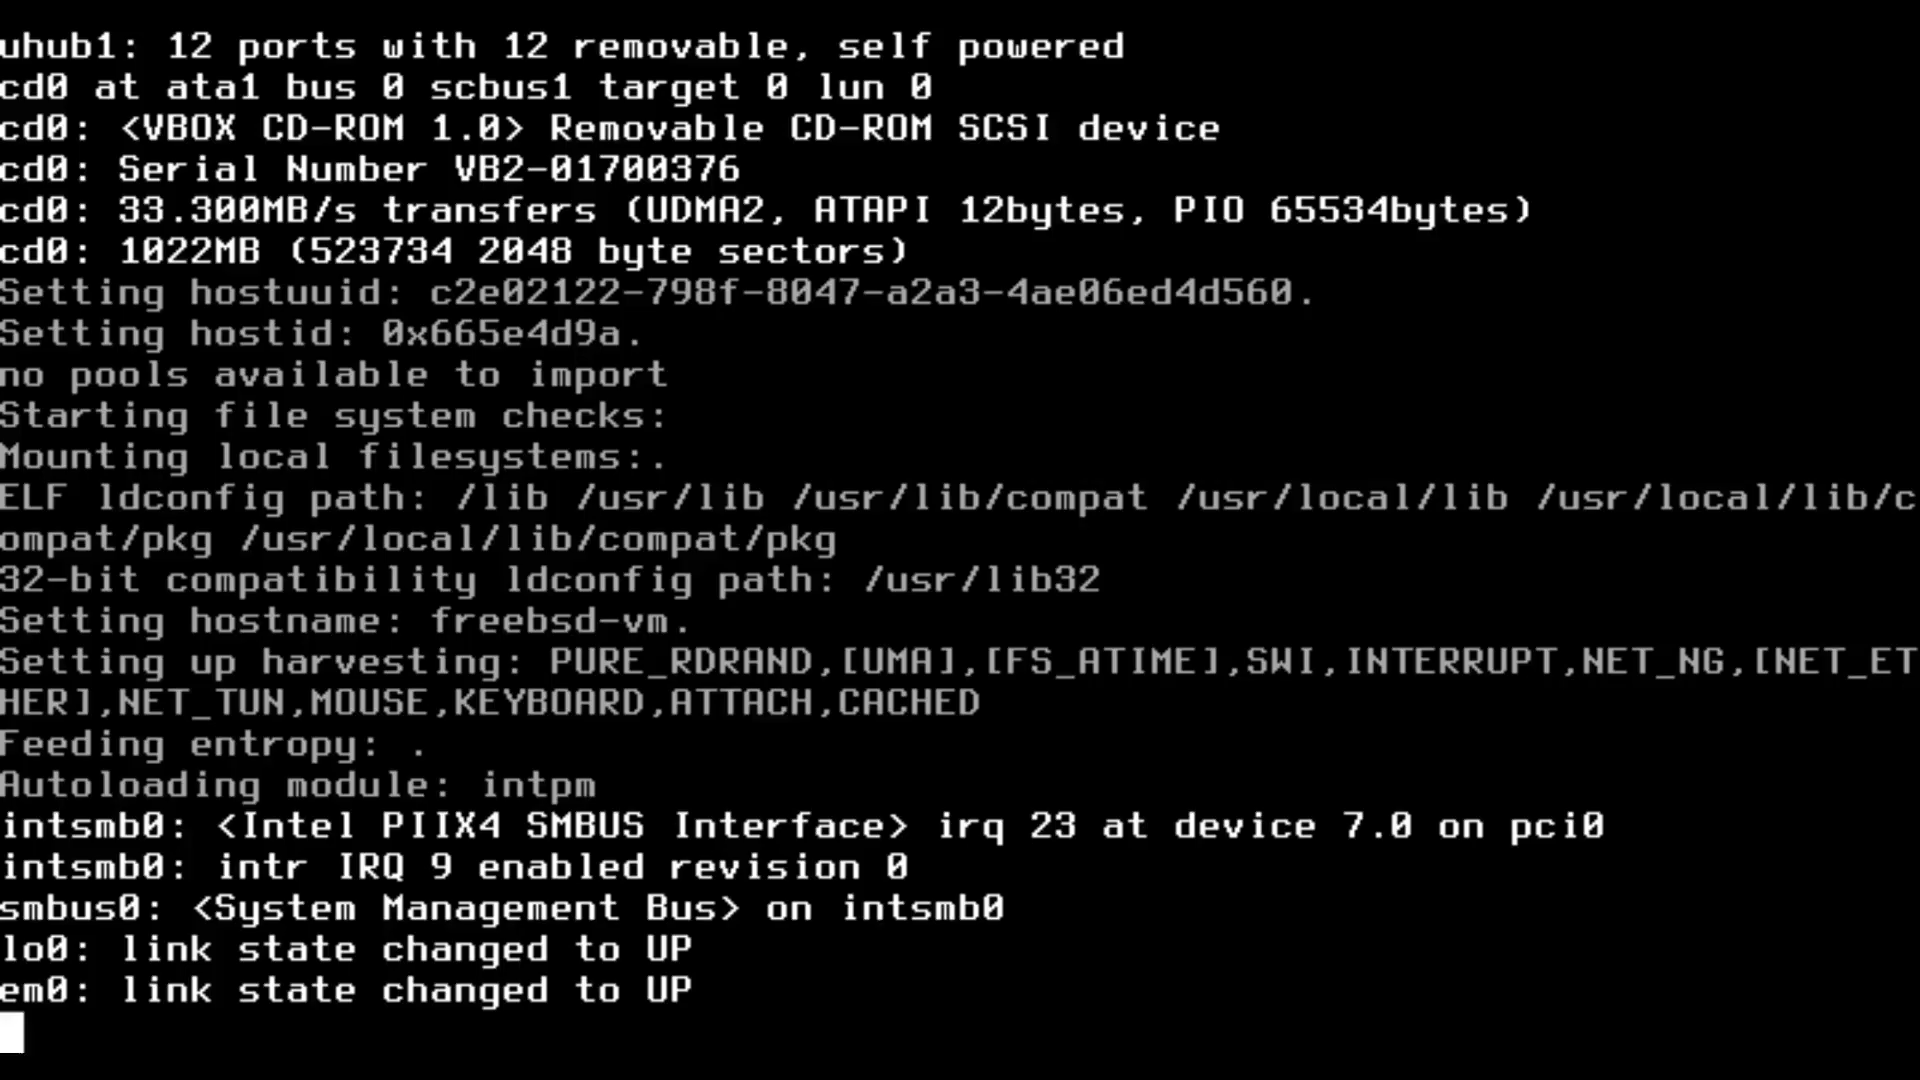 uhub1: 12 ports with 12 removable, self powered
cd0 at ata1 bus 0 scbus1 target 0 lun 0
cd0: <VBOX CD-ROM 1.0> Removable CD-ROM SCSI device
cd0: Serial Number VB2-01700376
cd0: 33.300MB/s transfers (UDMA2, ATAPI 12bytes, PIO 65534bytes)
cd0: 1022MB (523734 2048 byte sectors)
Setting hostuuid: c2e02122-798f-8047-a2a3-4ae06ed4d560.
Setting hostid: 0x665e4d9a.
no pools available to import
Starting file system checks:
Mounting local filesystems:.
ELF ldconfig path: /lib /usr/lib /usr/lib/compat /usr/local/lib /usr/local/lib/c
ompat/pkg /usr/local/lib/compat/pkg
32-bit compatibility ldconfig path: /usr/lib32
Setting hostname: freebsd-vm.
Setting up harvesting: PURE_RDRAND,[UMA],[FS_ATIME],SWI,INTERRUPT,NET_NG,[NET_ET
HER],NET_TUN,MOUSE,KEYBOARD,ATTACH,CACHED
Feeding entropy: .
Autoloading module: intpm
intsmb0: <Intel PIIX4 SMBUS Interface> irq 23 at device 7.0 on pci0
intsmb0: intr IRQ 9 enabled revision 0
smbus0: <System Management Bus> on intsmb0
lo0: link state changed to UP
em0: link state changed to UP